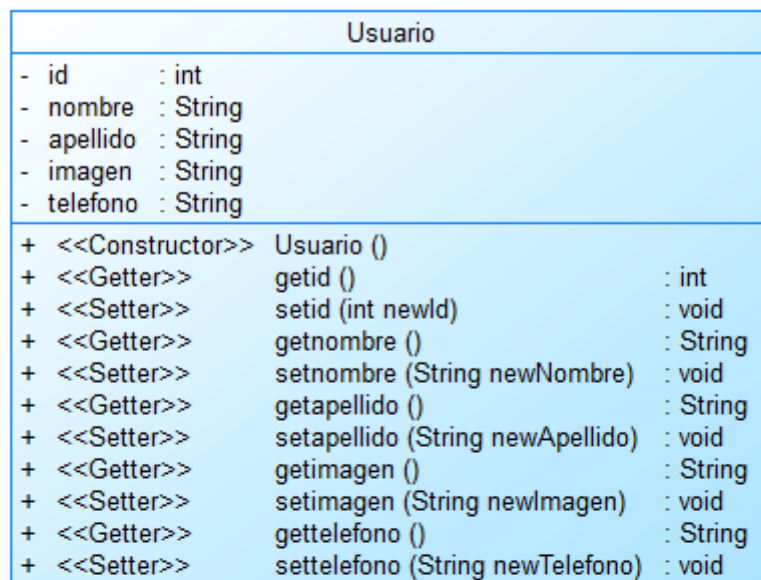 Usuario
- id : int
- nombre : String
- apellido : String
- imagen : String
- telefono : String
+ <<Constructor>> Usuario ()
+ <<Getter>> getid () : int
+ <<Setter>> setid (int newId) : void
+ <<Getter>> getnombre () : String
+ <<Setter>> setnombre (String newNombre) : void
+ <<Getter>> getapellido () : String
+ <<Setter>> setapellido (String newApellido) : void
+ <<Getter>> getimagen () : String
+ <<Setter>> setimagen (String newImagen) : void
+ <<Getter>> gettelefono () : String
+ <<Setter>> settelefono (String newTelefono) : void